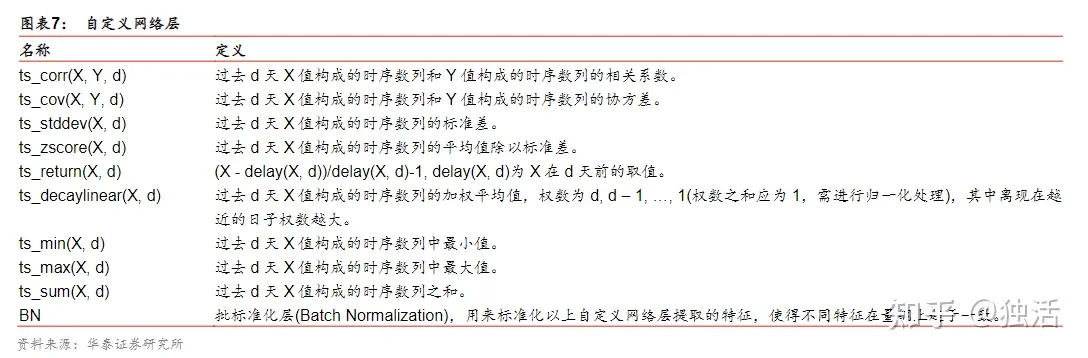 图表7： 自定义网络层
名称 定义
ts_corr(X, Y, d) 过去 d 天 X 值构成的时序数列和 Y 值构成的时序数列的相关系数。
ts_cov(X, Y, d) 过去 d 天 X 值构成的时序数列和 Y 值构成的时序数列的协方差。
ts_stddev(X, d) 过去 d 天 X 值构成的时序数列的标准差。
ts_zscore(X, d) 过去 d 天 X 值构成的时序数列的平均值除以标准差。
ts_return(X, d) (X - delay(X, d))/delay(X, d)-1, delay(X, d)为 X 在 d 天前的取值。
ts_decaylinear(X, d) 过去 d 天 X 值构成的时序数列的加权平均值，权数为 d, d – 1, …, 1(权数之和应为 1，需进行归一化处理)，其中离现在越
近的日子权数越大。
ts_min(X, d) 过去 d 天 X 值构成的时序数列中最小值。
ts_max(X, d) 过去 d 天 X 值构成的时序数列中最大值。
ts_sum(X, d) 过去 d 天 X 值构成的时序数列之和。
BN 批标准化层(Batch Normalization)，用来标准化以上自定义网络层提取的特征，使得不同特征在量纲上趋于一致。
资料来源：华泰证券研究所
知乎 @独活